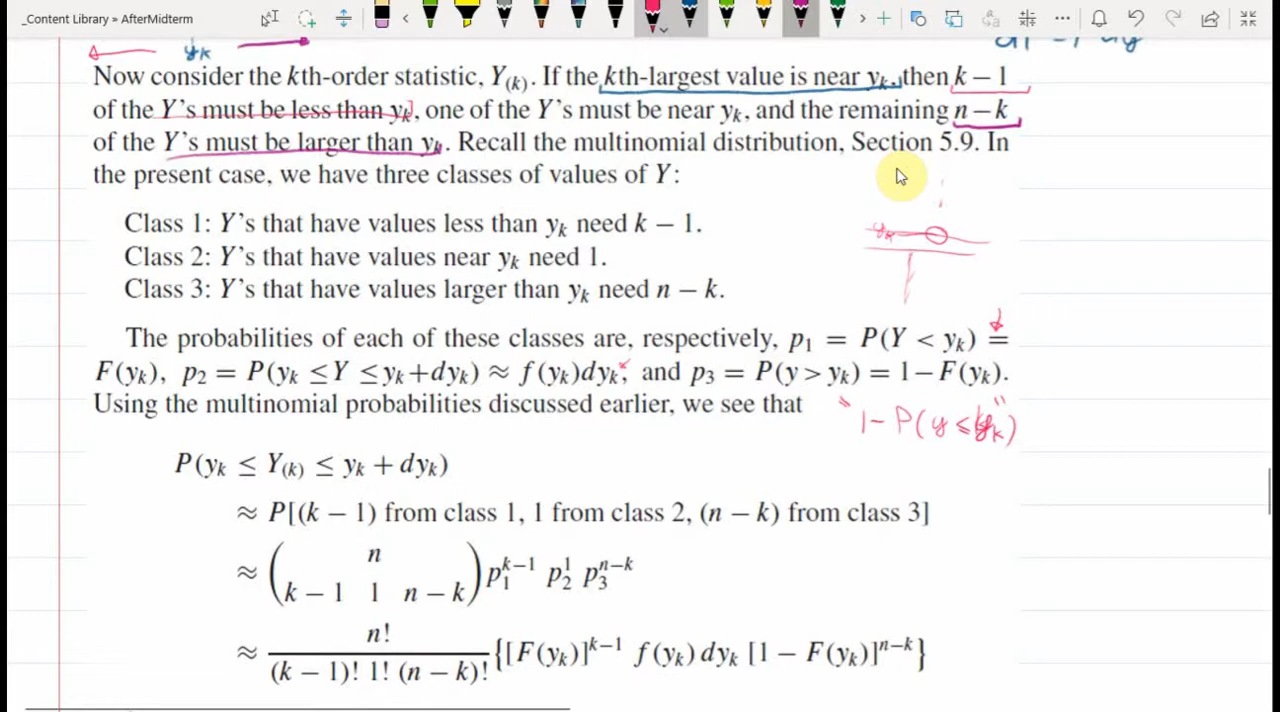 _Content Library » AfterMidterm
yk
Now consider the kth-order statistic, Y(k). If the kth-largest value is near yk, then k − 1
of the Y’s must be less than yk, one of the Y’s must be near yk, and the remaining n − k
of the Y’s must be larger than yk. Recall the multinomial distribution, Section 5.9. In
the present case, we have three classes of values of Y:
Class 1: Y’s that have values less than yk need k − 1.
Class 2: Y’s that have values near yk need 1.
Class 3: Y’s that have values larger than yk need n − k.
yk
The probabilities of each of these classes are, respectively, p1 = P(Y < yk) =
F(yk), p2 = P(yk ≤ Y ≤ yk + dyk) ≈ f(yk)dyk, and p3 = P(y > yk) = 1 − F(yk).
Using the multinomial probabilities discussed earlier, we see that
" 1 − P(y ≤ yk) "
P(yk ≤ Y(k) ≤ yk + dyk)
≈ P[(k − 1) from class 1, 1 from class 2, (n − k) from class 3]
≈ ( n
k − 1 1 n − k ) p1^k−1 p2^1 p3^n−k
≈ n!
(k − 1)! 1! (n − k)! {[F(yk)]^k−1 f(yk) dyk [1 − F(yk)]^n−k}